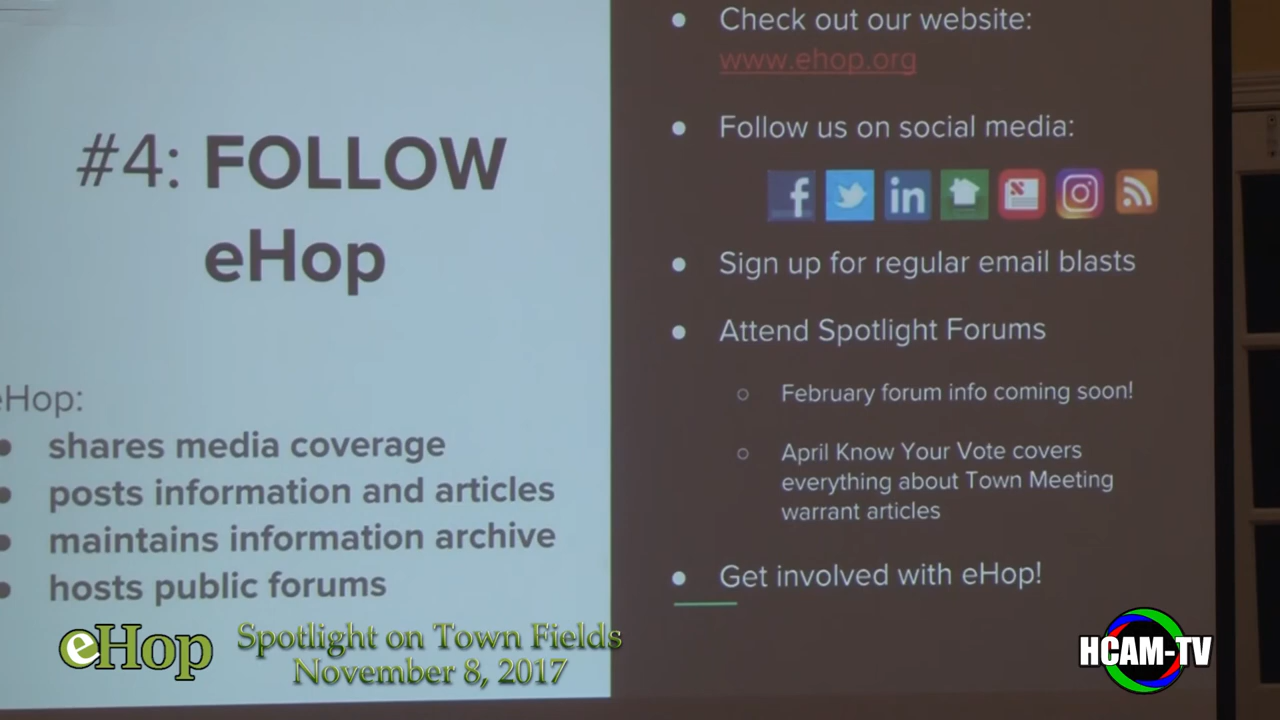 #4: FOLLOW
eHop
eHop:
shares media coverage
posts information and articles
maintains information archive
hosts public forums
Check out our website:
www.ehop.org
Follow us on social media:
f
in
Sign up for regular email blasts
Attend Spotlight Forums
February forum info coming soon!
April Know Your Vote covers
everything about Town Meeting
warrant articles
Get involved with eHop!
eHop
Spotlight on Town Fields
November 8, 2017
HCAM-TV